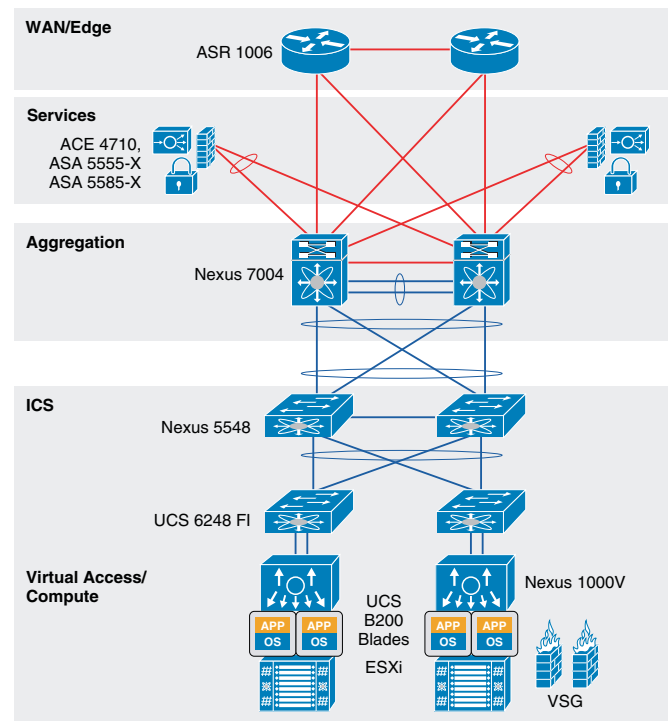 WAN/Edge
ASR 1006
Services
ACE 4710,
ASA 5555-X
ASA 5585-X
Aggregation
Nexus 7004
ICS
Nexus 5548
UCS 6248 FI
Virtual Access/
Compute
Nexus 1000V
UCS
B200
Blades
APP
APP
APP
APP
OS
OS
OS
OS
ESXi
VSG